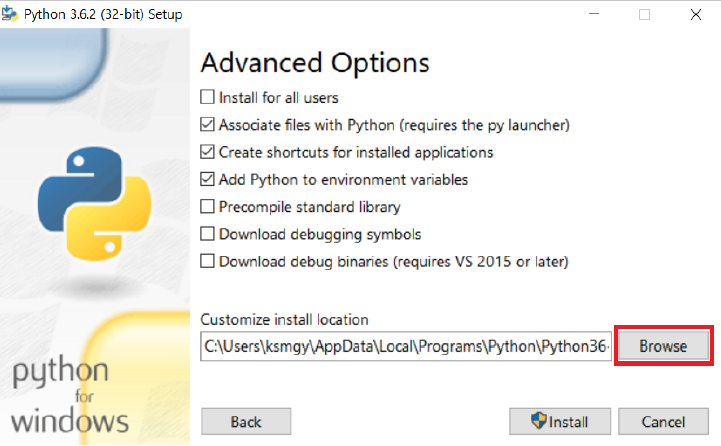 Python 3.6.2 (32-bit) Setup
Advanced Options
Install for all users
Associate files with Python (requires the py launcher)
Create shortcuts for installed applications
Add Python to environment variables
Precompile standard library
Download debugging symbols
Download debug binaries (requires VS 2015 or later)
Customize install location
C:\Users\ksmgy\AppData\Local\Programs\Python\Python36-
Browse
python
for
windows
Back
Install
Cancel